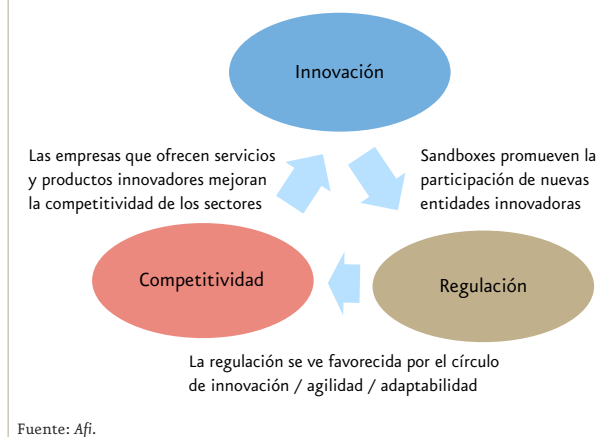 Innovación
Las empresas que ofrecen servicios
y productos innovadores mejoran
la competitividad de los sectores
Sandboxes promueven la
participación de nuevas
entidades innovadoras
Competitividad
Regulación
La regulación se ve favorecida por el círculo
de innovación / agilidad / adaptabilidad
Fuente: Afi.